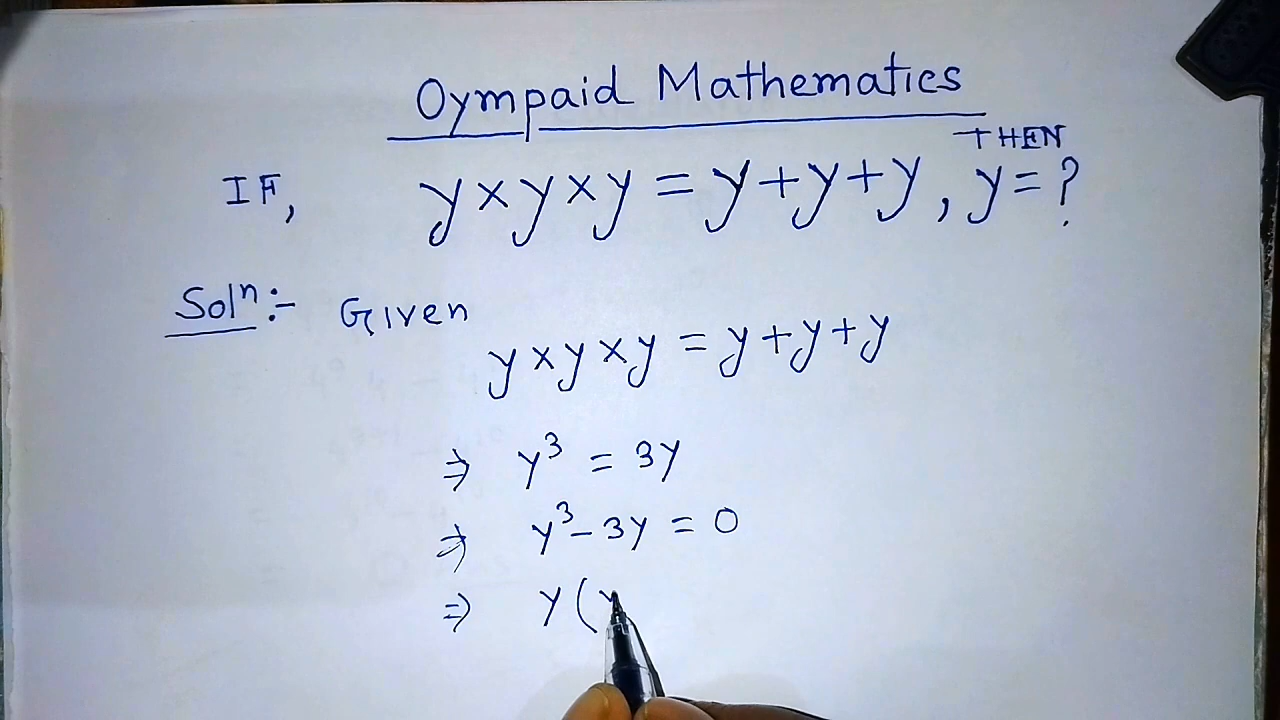 Oympaid Mathematics
THEN
IF, y×y×y = y+y+y, y=?
Solⁿ:- Given
y×y×y = y+y+y
⇒ y³ = 3y
⇒ y³-3y = 0
⇒ y(y